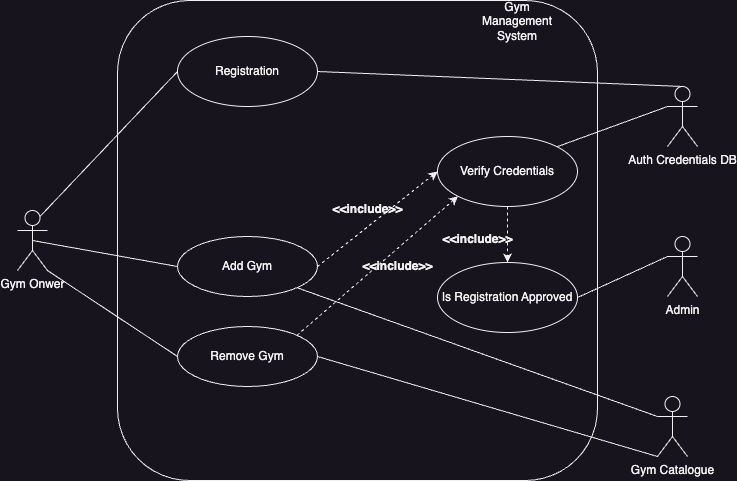 Gym
Management
System
Registration
Auth Credentials DB
Verify Credentials
<<include>>
<<include>>
Add Gym
<<include>>
Gym Onwer
Is Registration Approved
Admin
Remove Gym
Gym Catalogue